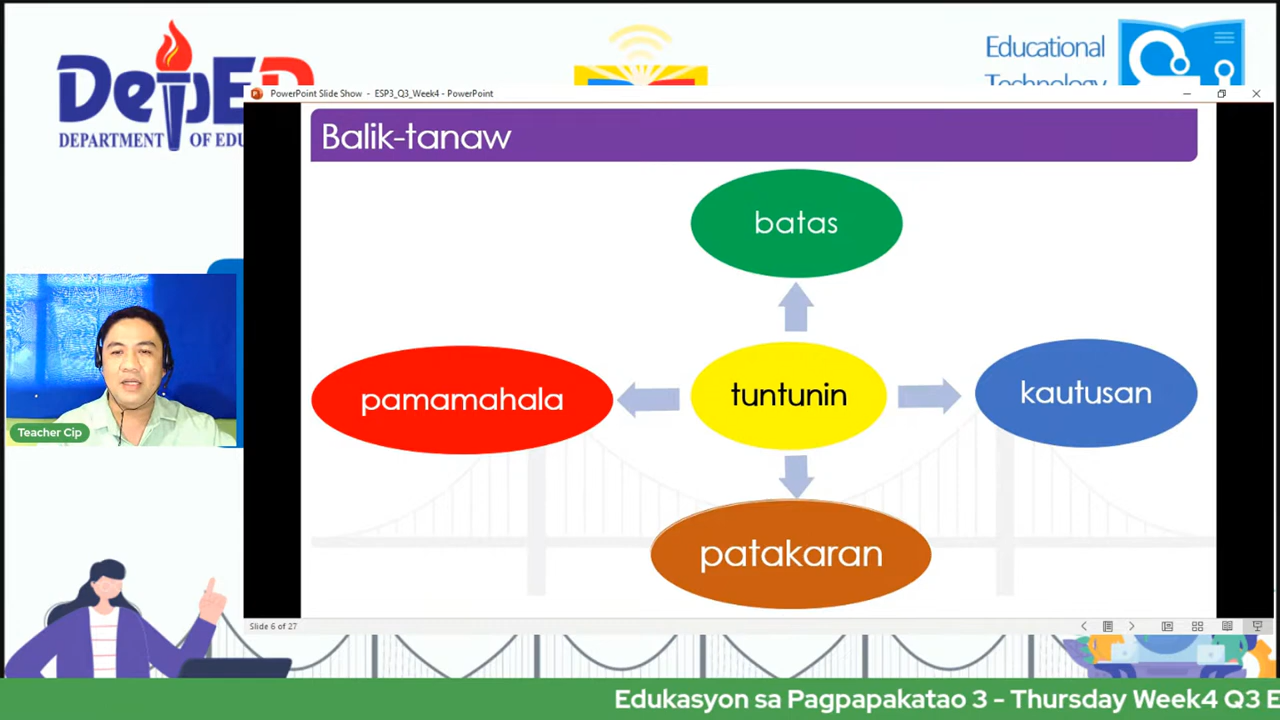 DepED
DEPARTMENT OF EDU
Educational
Technology
PowerPoint Slide Show - ESP3_Q3_Week4 - PowerPoint
Balik-tanaw
batas
pamamahala
tuntunin
kautusan
patakaran
Teacher Cip
Slide 6 of 27
Edukasyon sa Pagpapakatao 3 - Thursday Week4 Q3 E